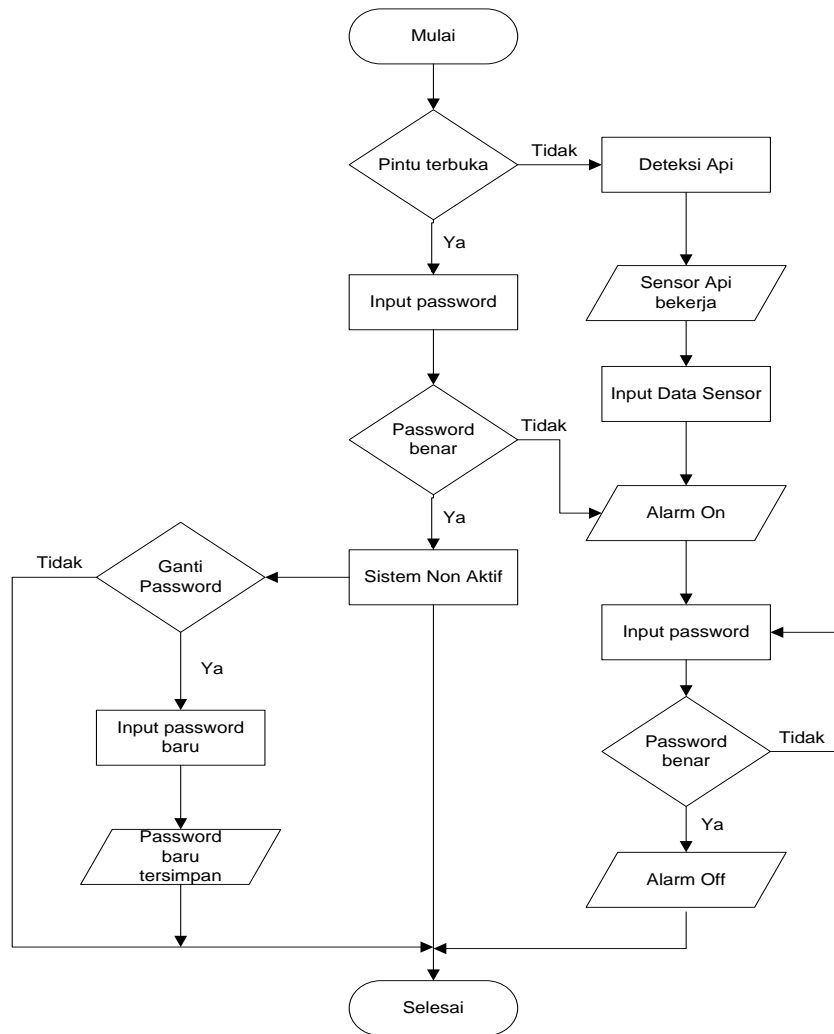 Mulai
Pintu terbuka
Tidak
Deteksi Api
Ya
Sensor Api
bekerja
Input password
Input Data Sensor
Password
benar
Tidak
Alarm On
Ya
Tidak
Ganti
Password
Sistem Non Aktif
Input password
Ya
Input password
baru
Password
benar
Tidak
Ya
Password
baru
tersimpan
Alarm Off
Selesai